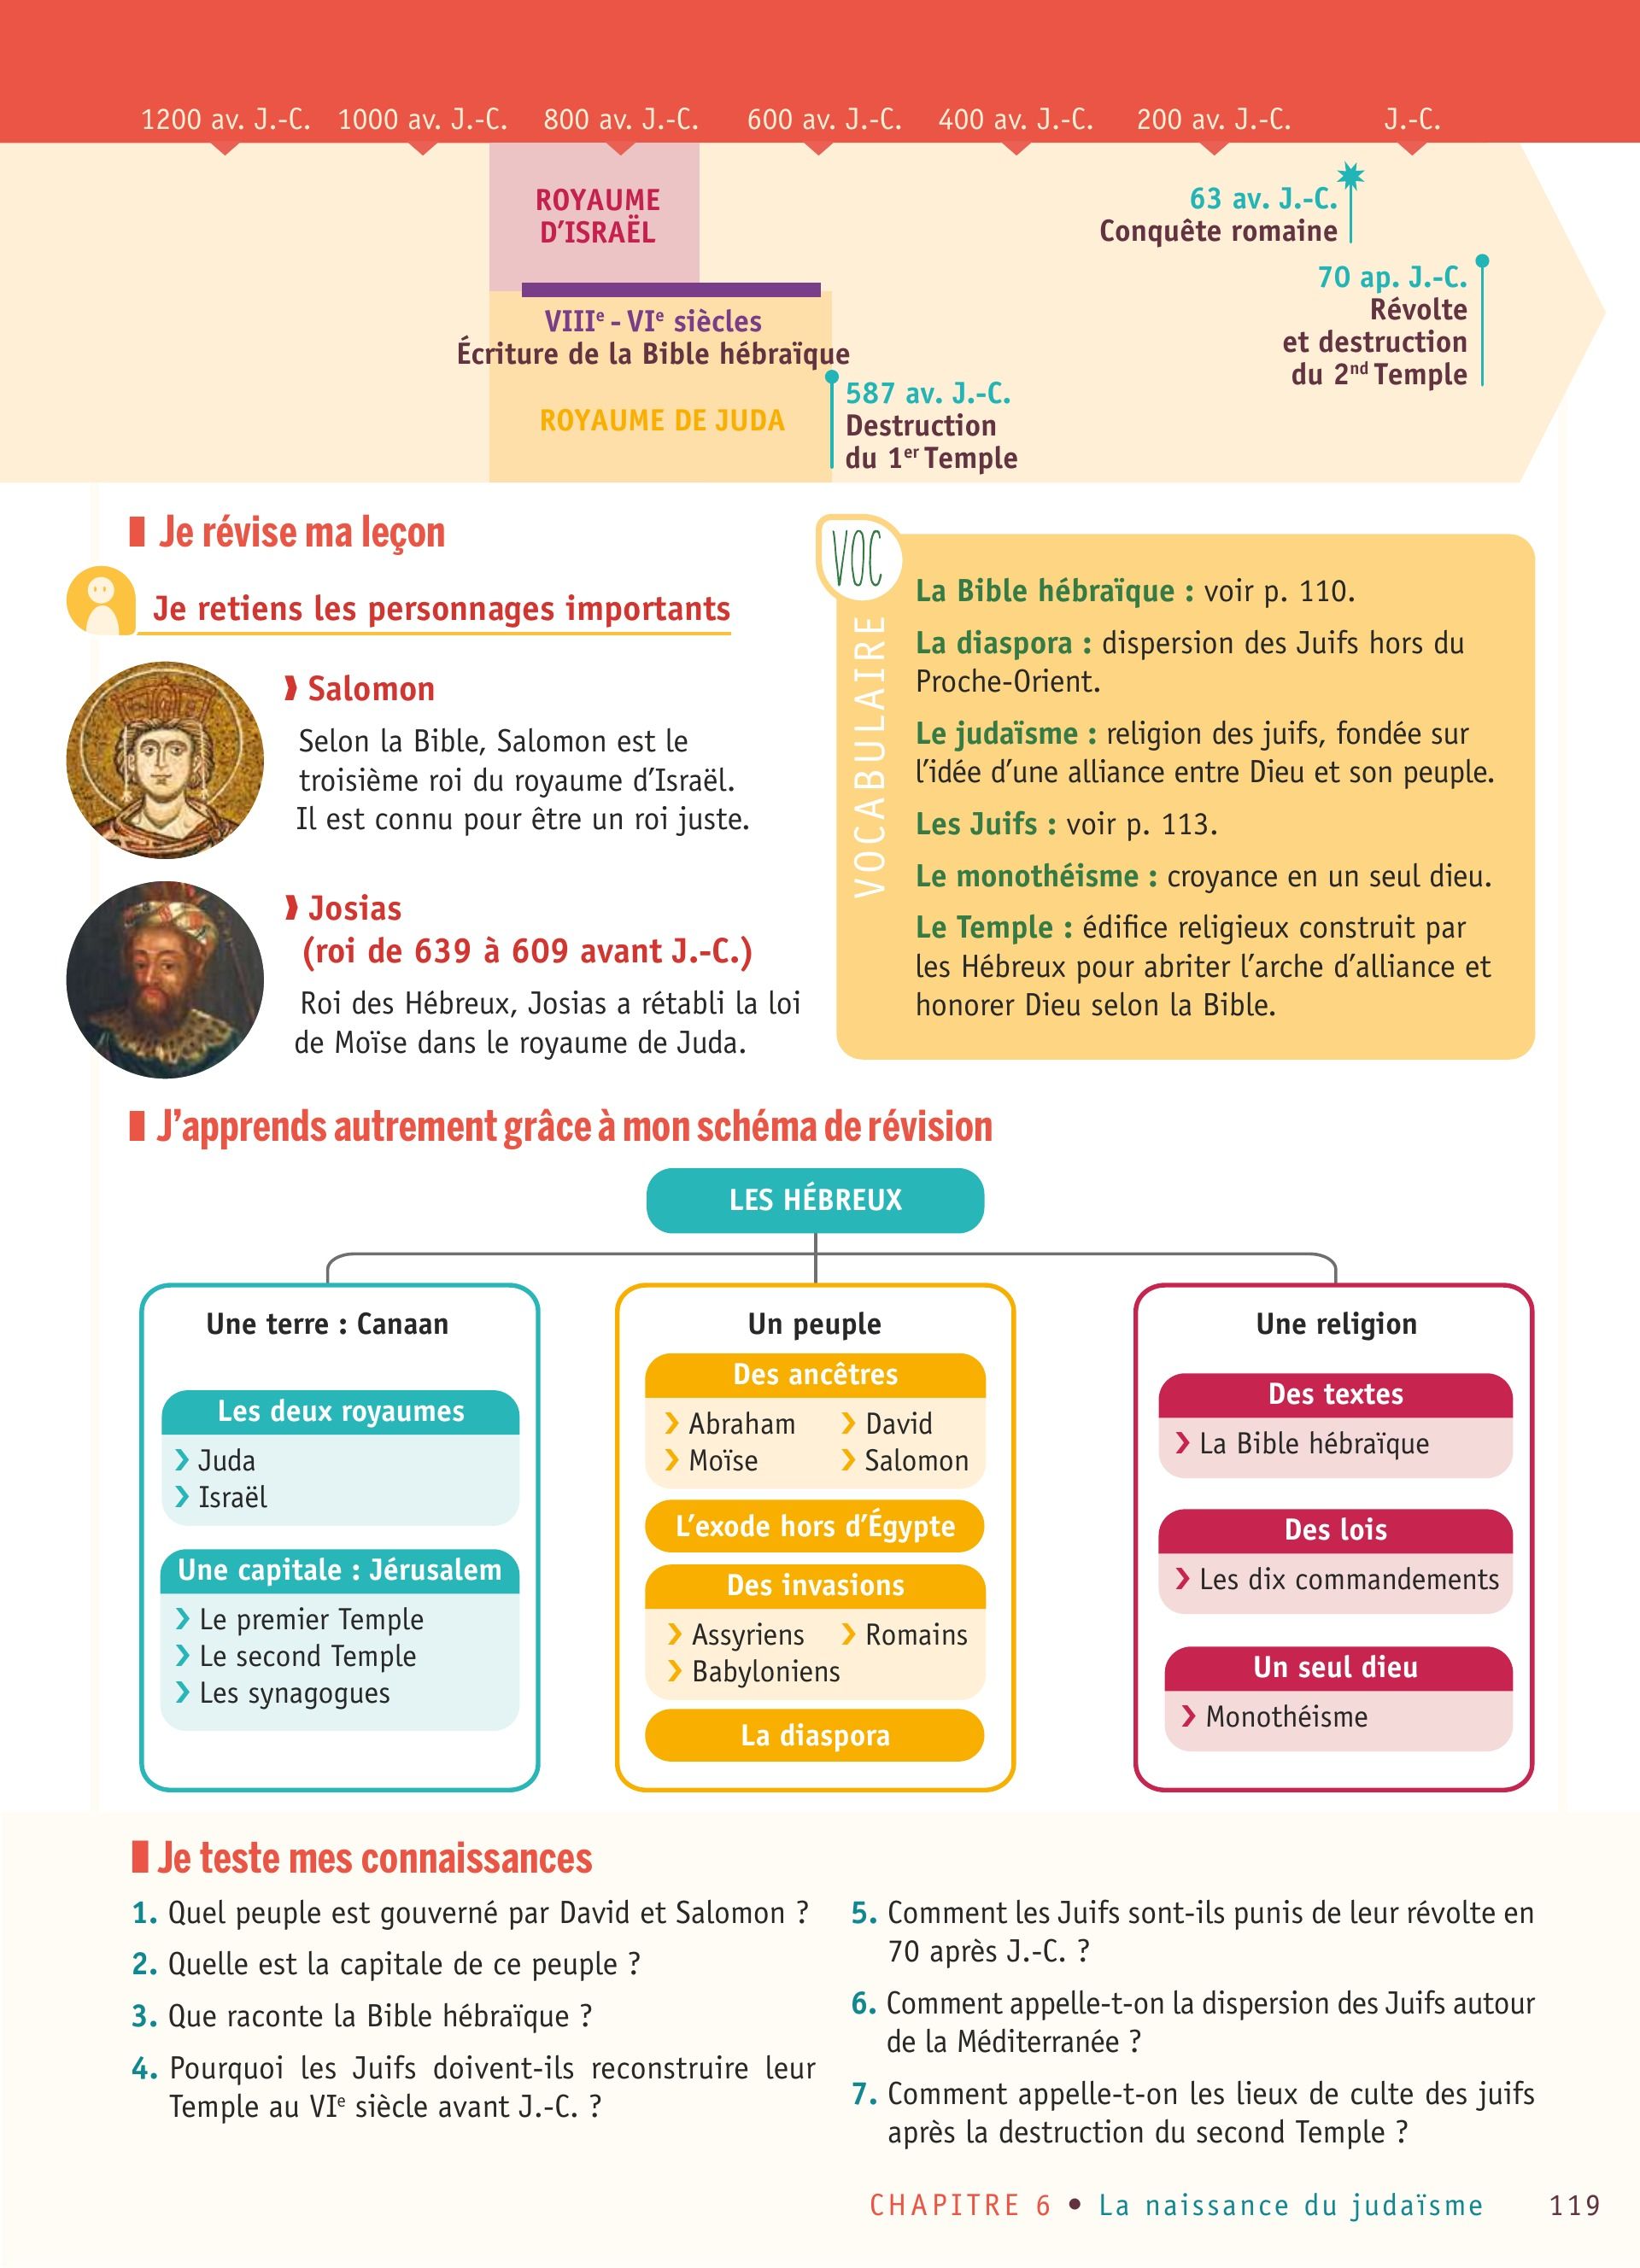 1200 av. J.-C. 1000 av. J.-C. 800 av. J.-C. 600 av. J.-C. 400 av. J.-C. 200 av. J.-C. J.-C.
ROYAUME
D’ISRAËL
VIIIe - VIe siècles
Écriture de la Bible hébraïque
ROYAUME DE JUDA
587 av. J.-C.
Destruction
du 1er Temple
63 av. J.-C.
Conquête romaine
70 ap. J.-C.
Révolte
et destruction
du 2nd Temple
Je révise ma leçon
Je retiens les personnages importants
Salomon
Selon la Bible, Salomon est le
troisième roi du royaume d’Israël.
Il est connu pour être un roi juste.
Josias
(roi de 639 à 609 avant J.-C.)
Roi des Hébreux, Josias a rétabli la loi
de Moïse dans le royaume de Juda.
VOC
VOCABULAIRE
La Bible hébraïque : voir p. 110.
La diaspora : dispersion des Juifs hors du
Proche-Orient.
Le judaïsme : religion des juifs, fondée sur
l’idée d’une alliance entre Dieu et son peuple.
Les Juifs : voir p. 113.
Le monothéisme : croyance en un seul dieu.
Le Temple : édifice religieux construit par
les Hébreux pour abriter l’arche d’alliance et
honorer Dieu selon la Bible.
J’apprends autrement grâce à mon schéma de révision
LES HÉBREUX
Une terre : Canaan
Les deux royaumes
Juda
Israël
Une capitale : Jérusalem
Le premier Temple
Le second Temple
Les synagogues
Un peuple
Des ancêtres
Abraham David
Moïse Salomon
L’exode hors d’Égypte
Des invasions
Assyriens Romains
Babyloniens
La diaspora
Une religion
Des textes
La Bible hébraïque
Des lois
Les dix commandements
Un seul dieu
Monothéisme
Je teste mes connaissances
1. Quel peuple est gouverné par David et Salomon ?
2. Quelle est la capitale de ce peuple ?
3. Que raconte la Bible hébraïque ?
4. Pourquoi les Juifs doivent-ils reconstruire leur
Temple au VIe siècle avant J.-C. ?
5. Comment les Juifs sont-ils punis de leur révolte en
70 après J.-C. ?
6. Comment appelle-t-on la dispersion des Juifs autour
de la Méditerranée ?
7. Comment appelle-t-on les lieux de culte des juifs
après la destruction du second Temple ?
CHAPITRE 6 • La naissance du judaïsme 119